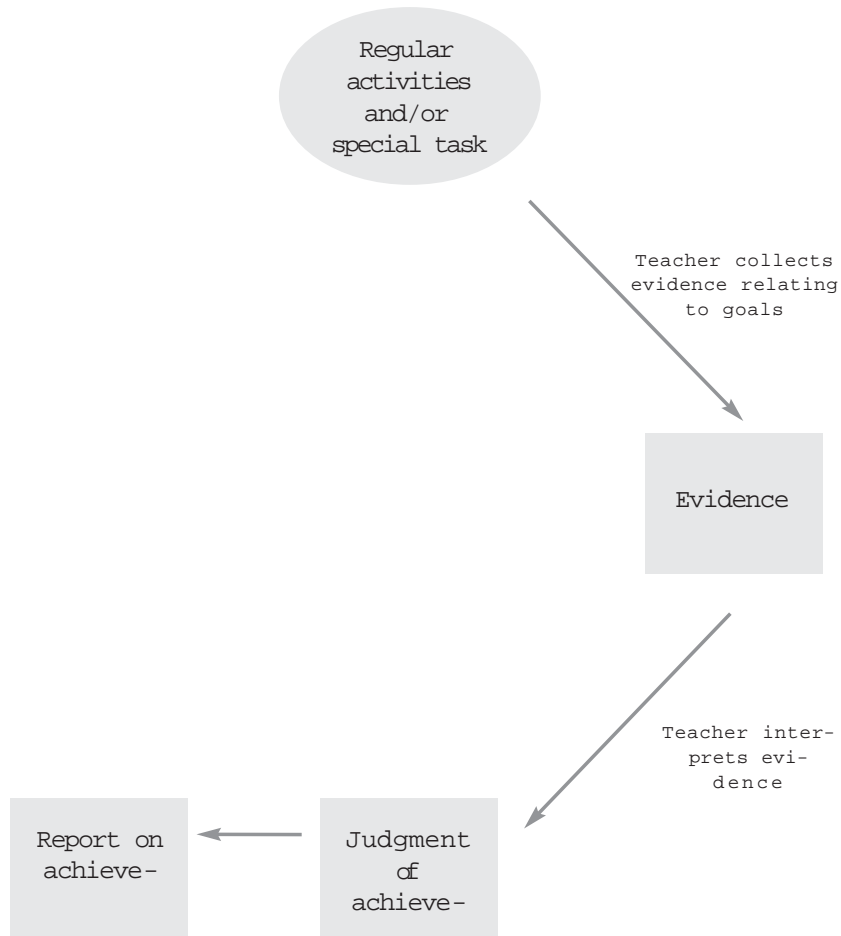 Regular
activities
and/or
special task
Teacher collects
evidence relating
to goals
Evidence
Teacher inter-
prets evi-
dence
Judgment
of
achieve-
Report on
achieve-